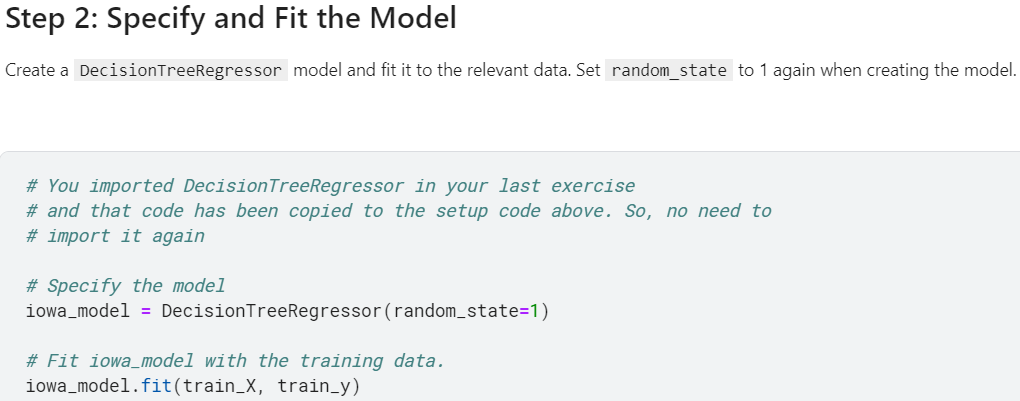 Step 2: Specify and Fit the Model
Create a DecisionTreeRegressor model and fit it to the relevant data. Set random_state to 1 again when creating the model.
# You imported DecisionTreeRegressor in your last exercise
# and that code has been copied to the setup code above. So, no need to
# import it again
# Specify the model
iowa_model = DecisionTreeRegressor(random_state=1)
# Fit iowa_model with the training data.
iowa_model.fit(train_X, train_y)